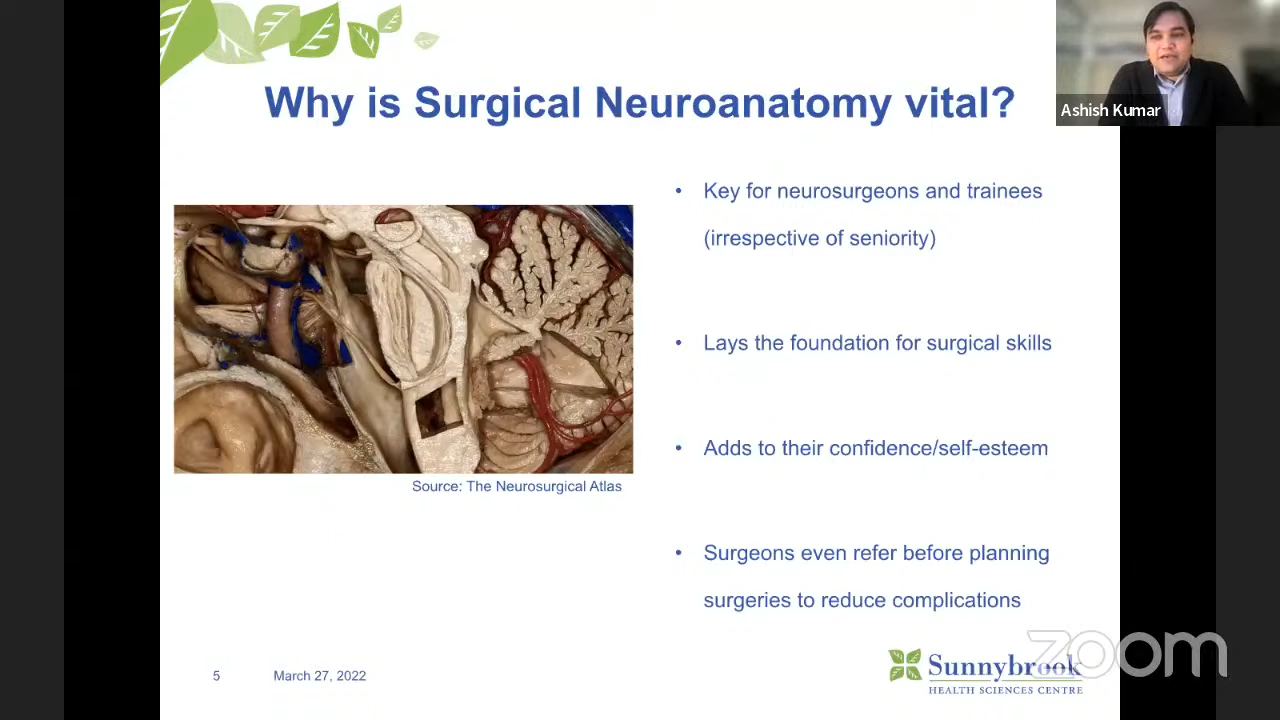 Why is Surgical Neuroanatomy vital?
Ashish Kumar
• Key for neurosurgeons and trainees
(irrespective of seniority)
• Lays the foundation for surgical skills
• Adds to their confidence/self-esteem
Source: The Neurosurgical Atlas
• Surgeons even refer before planning
surgeries to reduce complications
5 March 27, 2022
Sunnybrook
HEALTH SCIENCES CENTRE
zoom